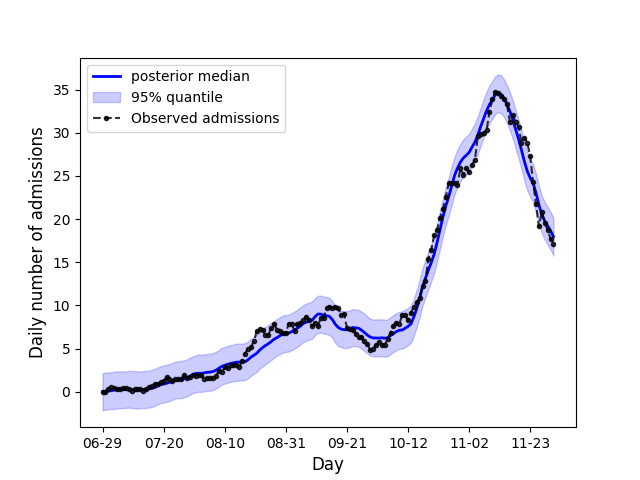 posterior median
95% quantile
Observed admissions
Daily number of admissions
35
30
25
20
15
10
5
0
06-29 07-20 08-10 08-31 09-21 10-12 11-02 11-23
Day